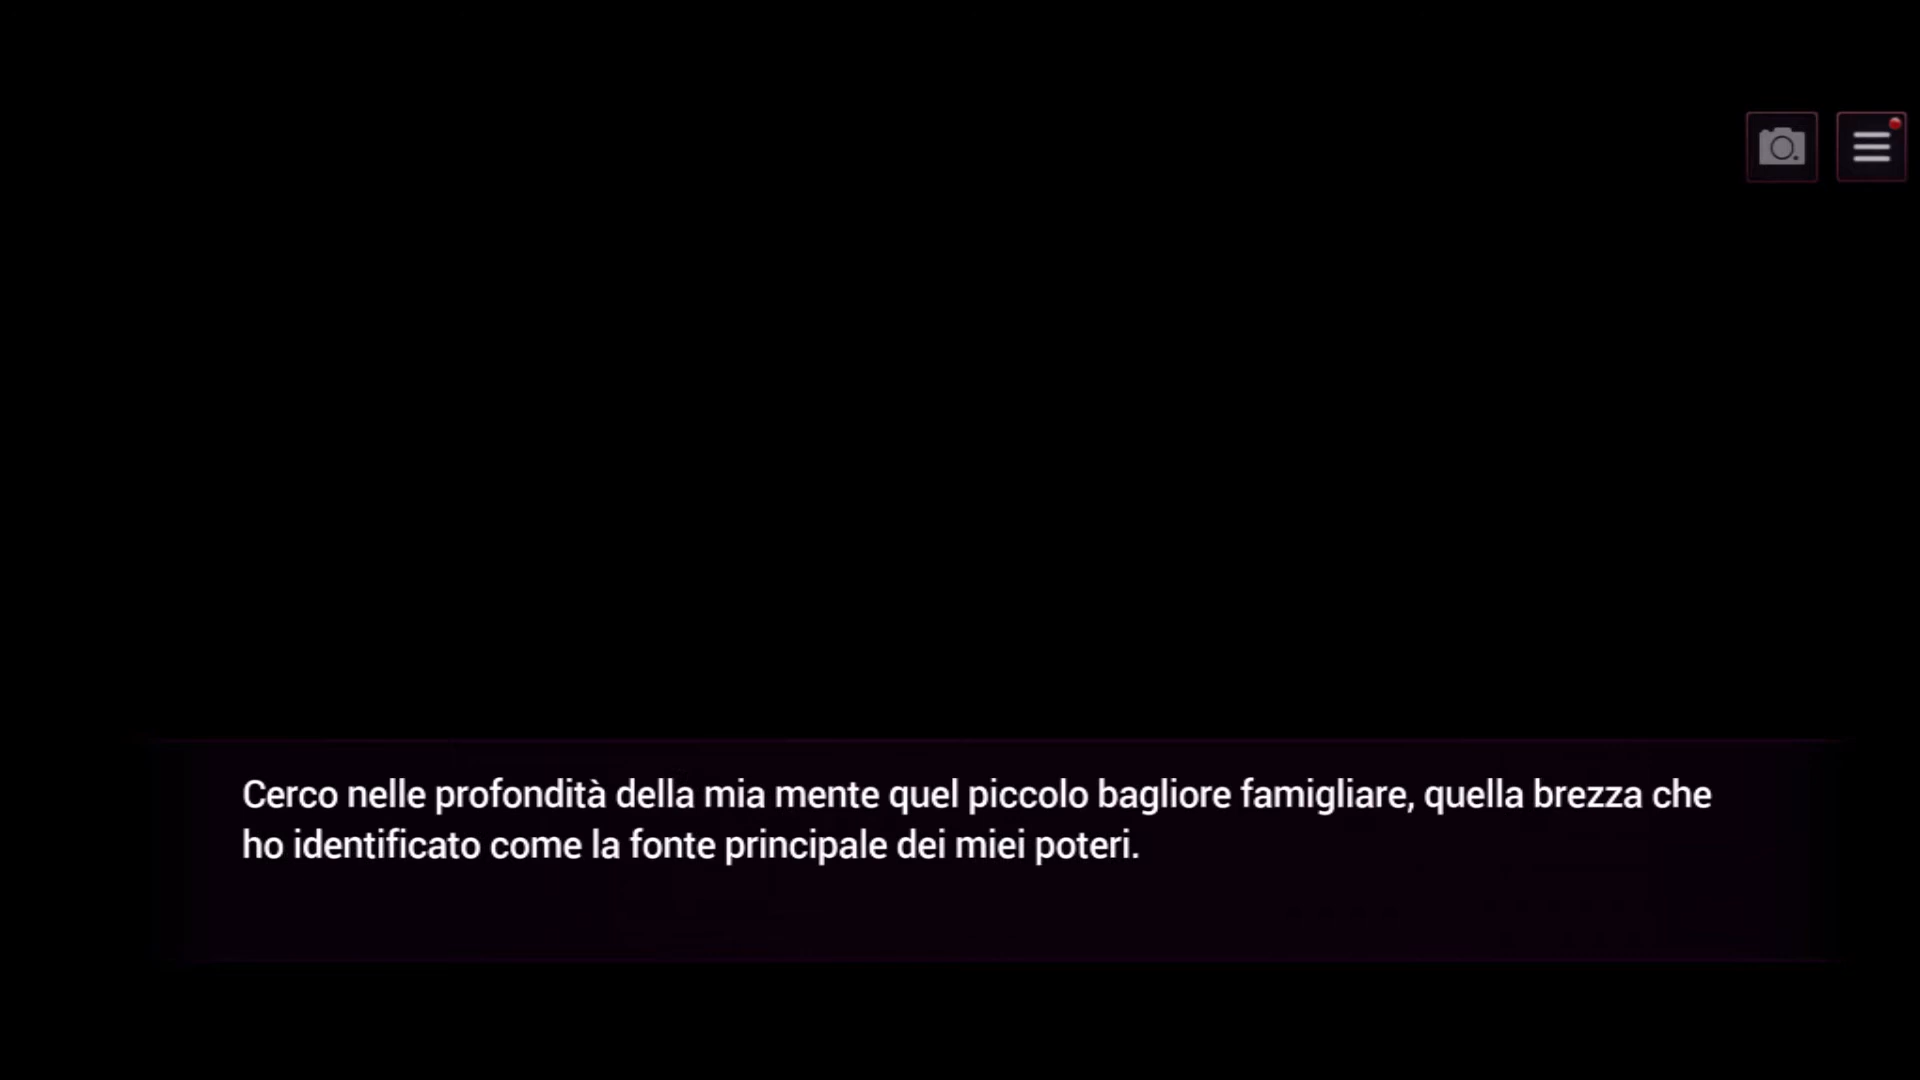 Cerco nelle profondità della mia mente quel piccolo bagliore famigliare, quella brezza che
ho identificato come la fonte principale dei miei poteri.